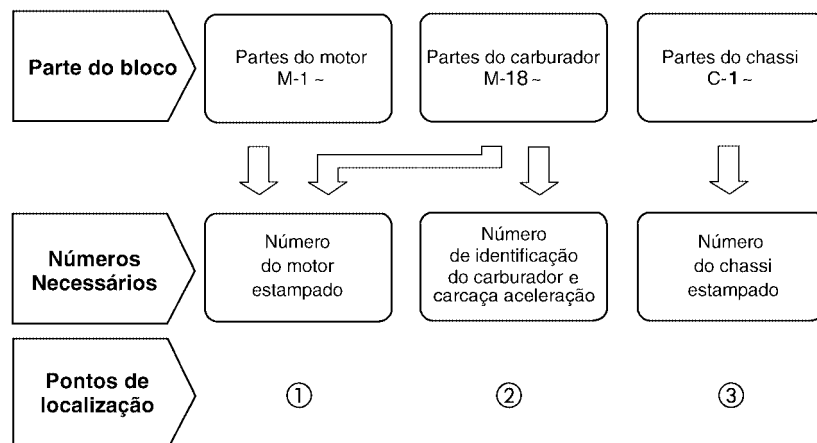 Parte do bloco
Partes do motor
M-1 ~
Partes do carburador
M-18 ~
Partes do chassi
C-1 ~
Números
Necessários
Número
do motor
estampado
Número
de identificação
do carburador e
carcaça aceleração
Número
do chassi
estampado
Pontos de
localização
①
②
③